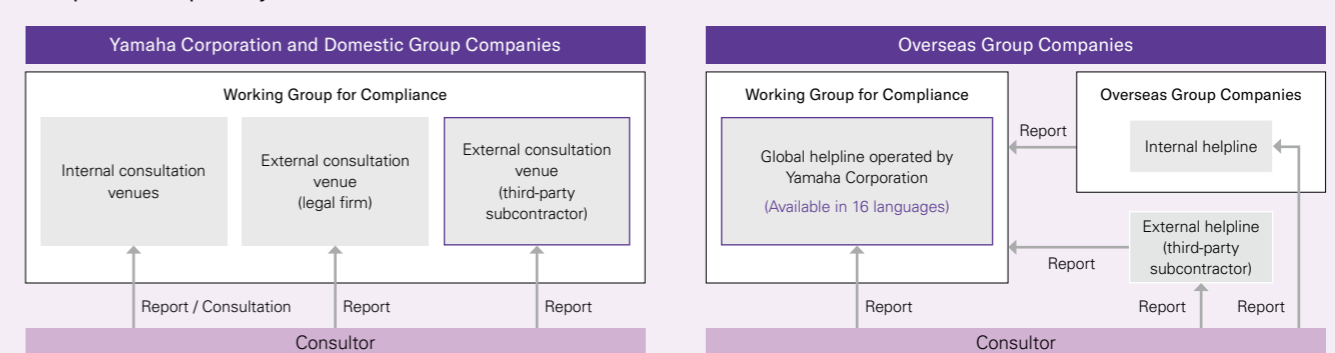 Yamaha Corporation and Domestic Group Companies
Working Group for Compliance
Internal consultation
venues
External consultation
venue
(legal firm)
External consultation
venue
(third-party
subcontractor)
Report / Consultation
Report
Report
Consultor
Overseas Group Companies
Working Group for Compliance
Global helpline operated by
Yamaha Corporation
(Available in 16 languages)
Report
Overseas Group Companies
Internal helpline
Report
External helpline
(third-party
subcontractor)
Report
Report
Report
Consultor